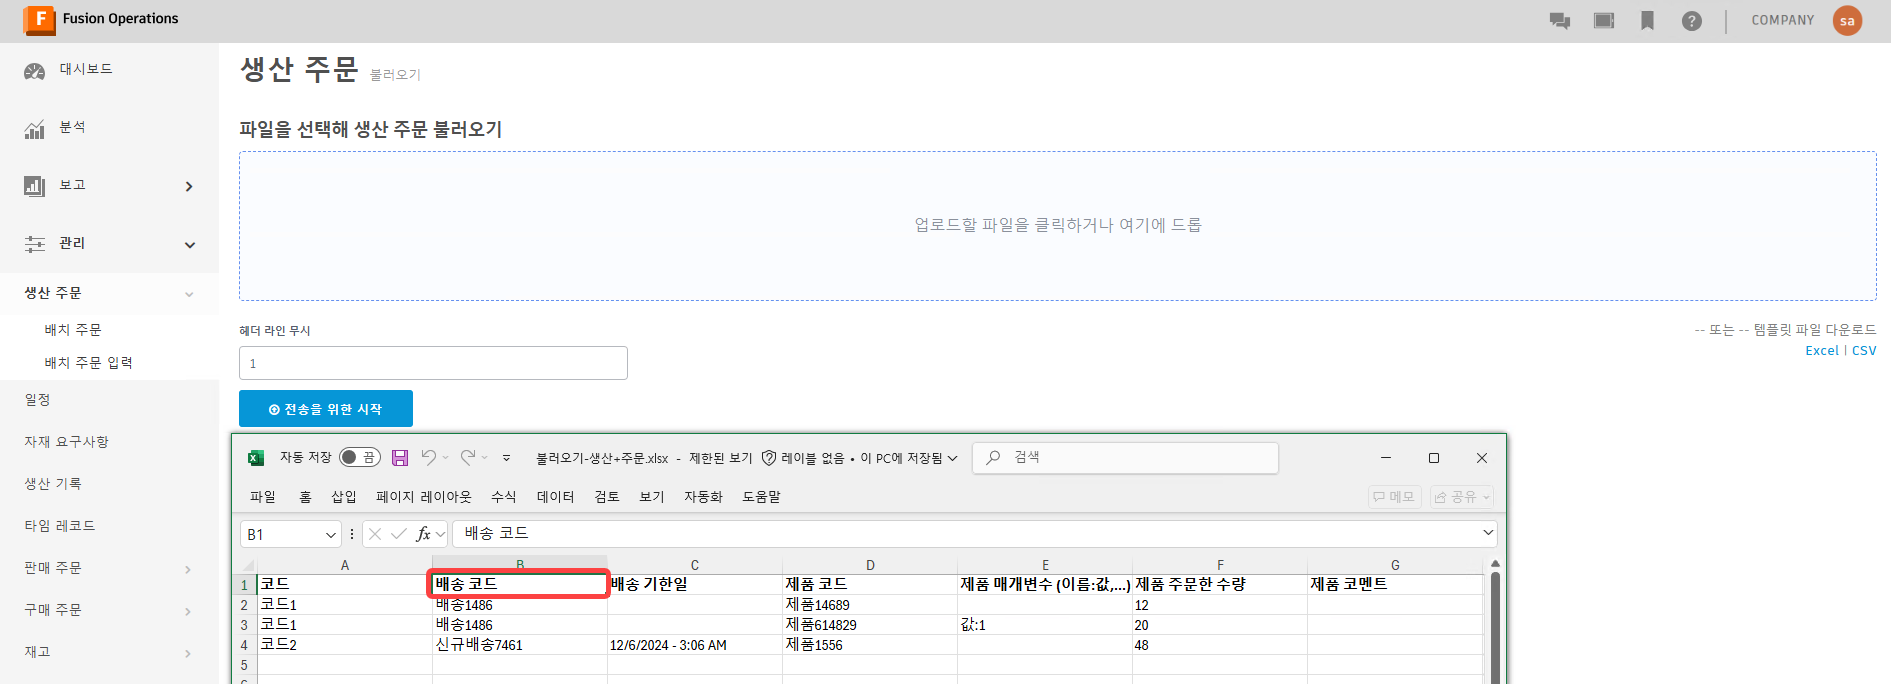 F Fusion Operations
COMPANY
sa
대시보드
분석
보고
관리
생산 주문
배치 주문
배치 주문 입력
일정
자재 요구사항
생산 기록
타임 레코드
판매 주문
구매 주문
재고
생산 주문 불러오기
파일을 선택해 생산 주문 불러오기
업로드할 파일을 클릭하거나 여기에 드롭
헤더 라인 무시
1
-- 또는 -- 템플릿 파일 다운로드
Excel | CSV
전송을 위한 시작
자동 저장 끔 불러오기-생산+주문.xlsx - 제한된 보기 레이블 없음 • 이 PC에 저장됨 검색
파일 홈 삽입 페이지 레이아웃 수식 데이터 검토 보기 자동화 도움말 메모 공유
B1 fx 배송 코드
A B C D E F G
1 코드 배송 코드 배송 기한일 제품 코드 제품 매개변수 (이름:값,...) 제품 주문한 수량 제품 코멘트
2 코드1 배송1486 제품14689 12
3 코드1 배송1486 제품614829 값:1 20
4 코드2 신규배송7461 12/6/2024 - 3:06 AM 제품1556 48
5
6